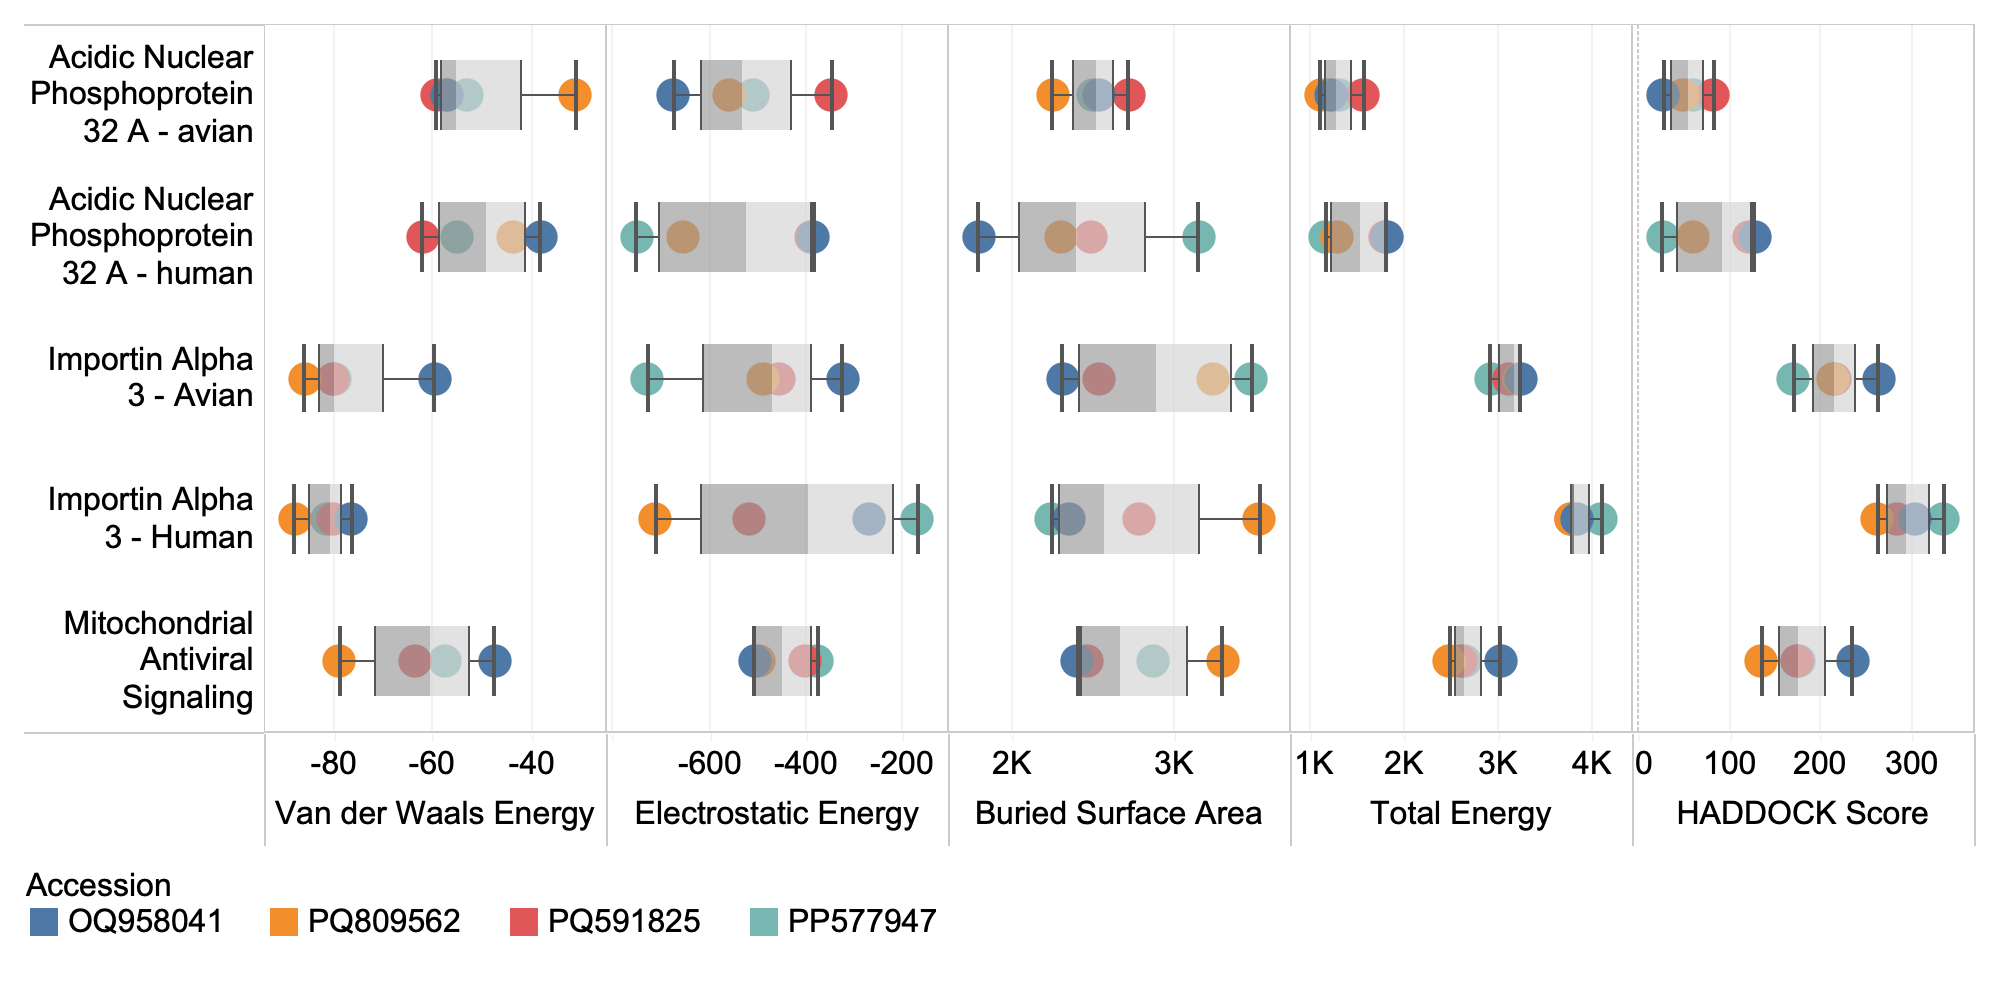 Acidic Nuclear
Phosphoprotein
32 A - avian
Acidic Nuclear
Phosphoprotein
32 A - human
Importin Alpha
3 - Avian
Importin Alpha
3 - Human
Mitochondrial
Antiviral
Signaling
-80 -60 -40 -600 -400 -200 2K 3K 1K 2K 3K 4K 0 100 200 300
Van der Waals Energy Electrostatic Energy Buried Surface Area Total Energy HADDOCK Score
Accession
OQ958041 PQ809562 PQ591825 PP577947